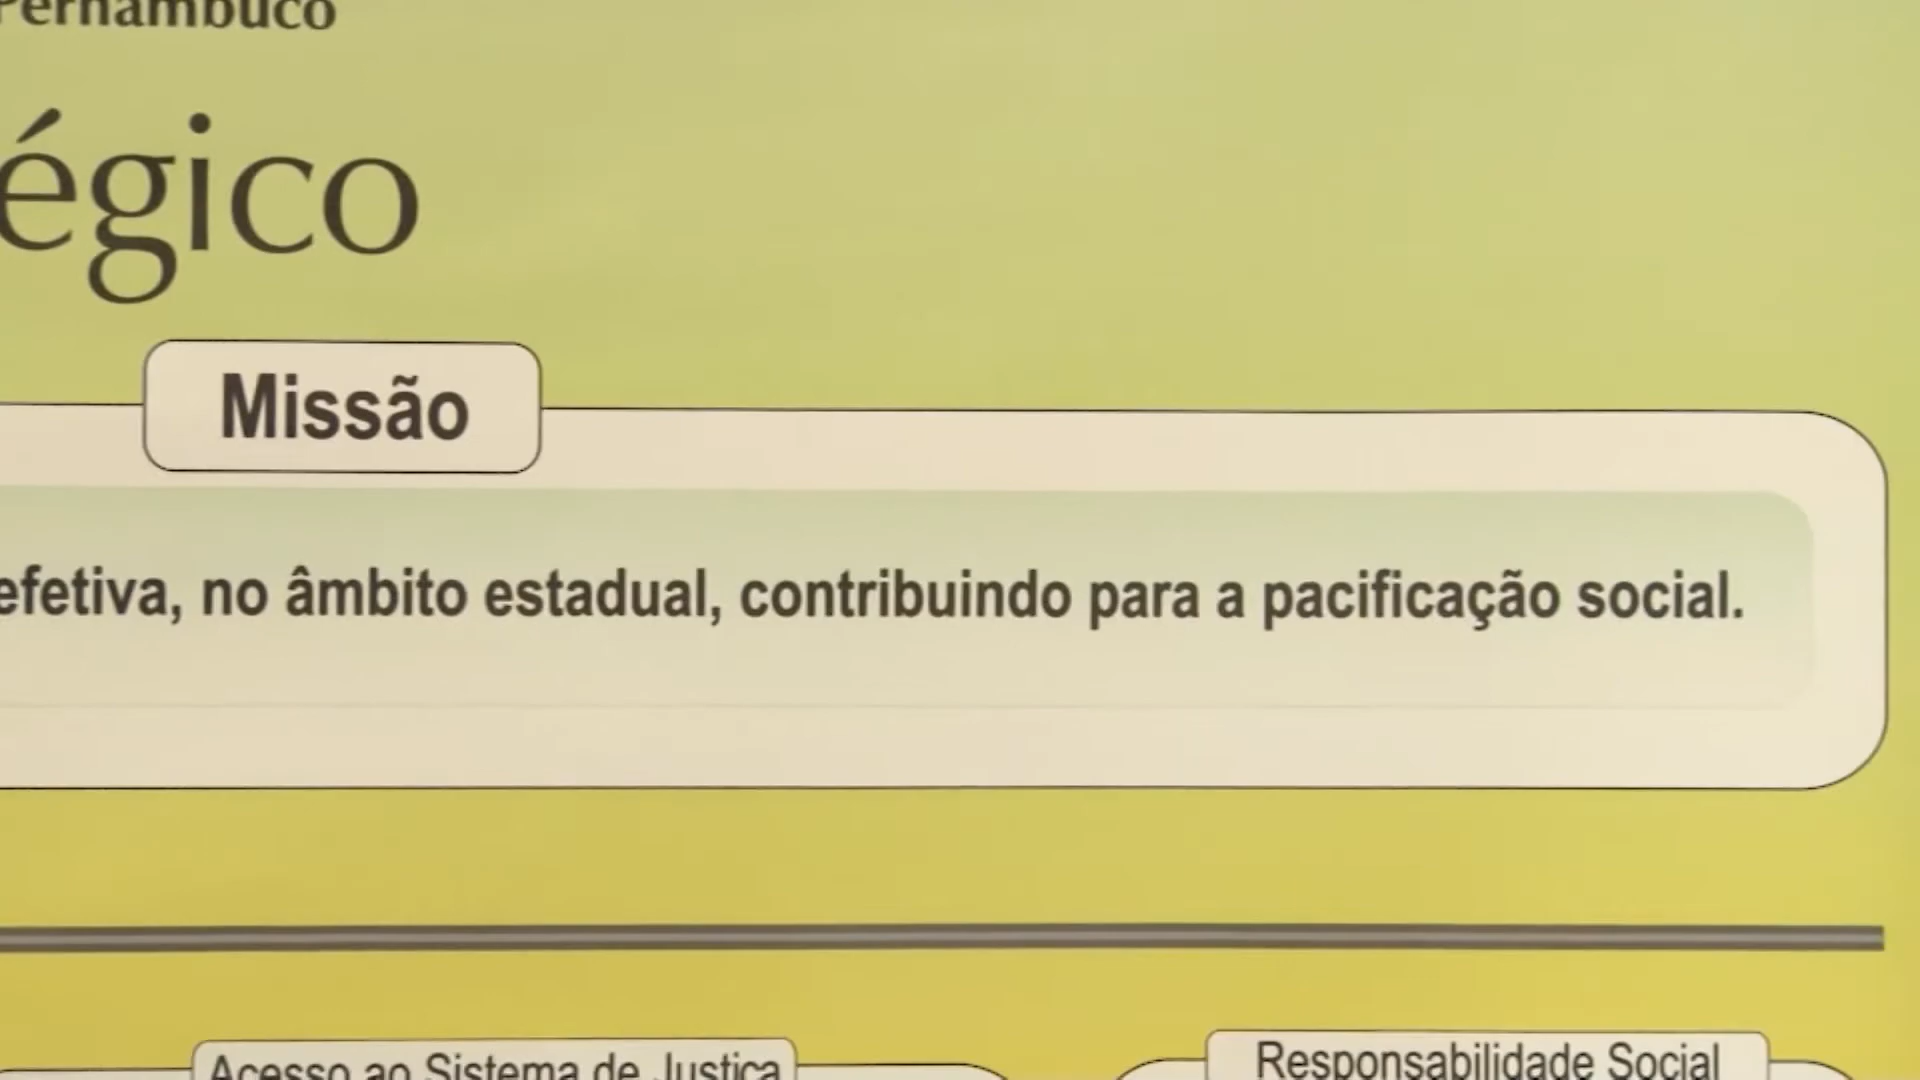 Pernambuco
égico
Missão
efetiva, no âmbito estadual, contribuindo para a pacificação social.
Acesso ao Sistema de Justiça
Responsabilidade Social